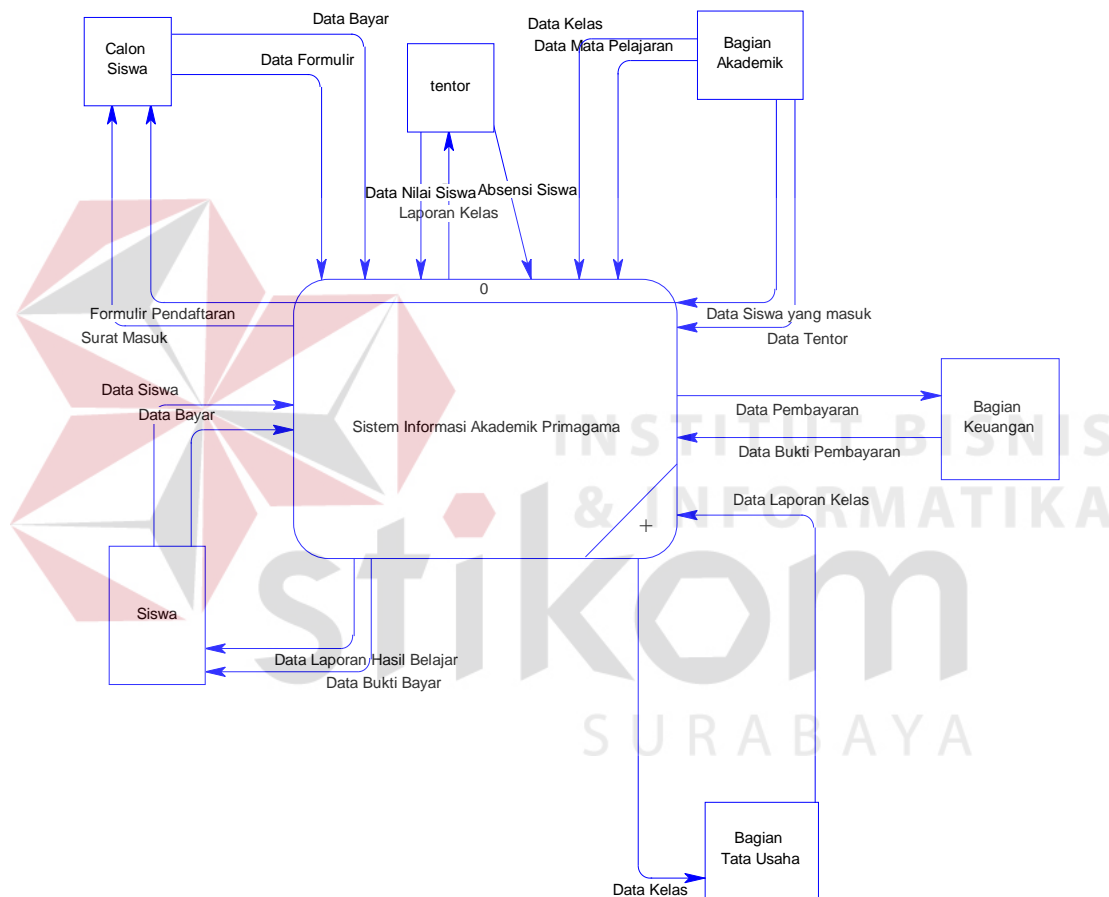 Data Bayar
Data Formulir
Calon
Siswa
tentor
Data Kelas
Data Mata Pelajaran
Bagian
Akademik
Data Nilai Siswa
Absensi Siswa
Laporan Kelas
0
Formulir Pendaftaran
Surat Masuk
Data Siswa yang masuk
Data Tentor
Data Siswa
Data Bayar
Sistem Informasi Akademik Primagama
Data Pembayaran
Data Bukti Pembayaran
Bagian
Keuangan
Data Laporan Kelas
+
Siswa
Data Laporan Hasil Belajar
Data Bukti Bayar
Data Kelas
Bagian
Tata Usaha
INSTITUT BISNIS
& INFORMATIKA
stikom
SURABAYA